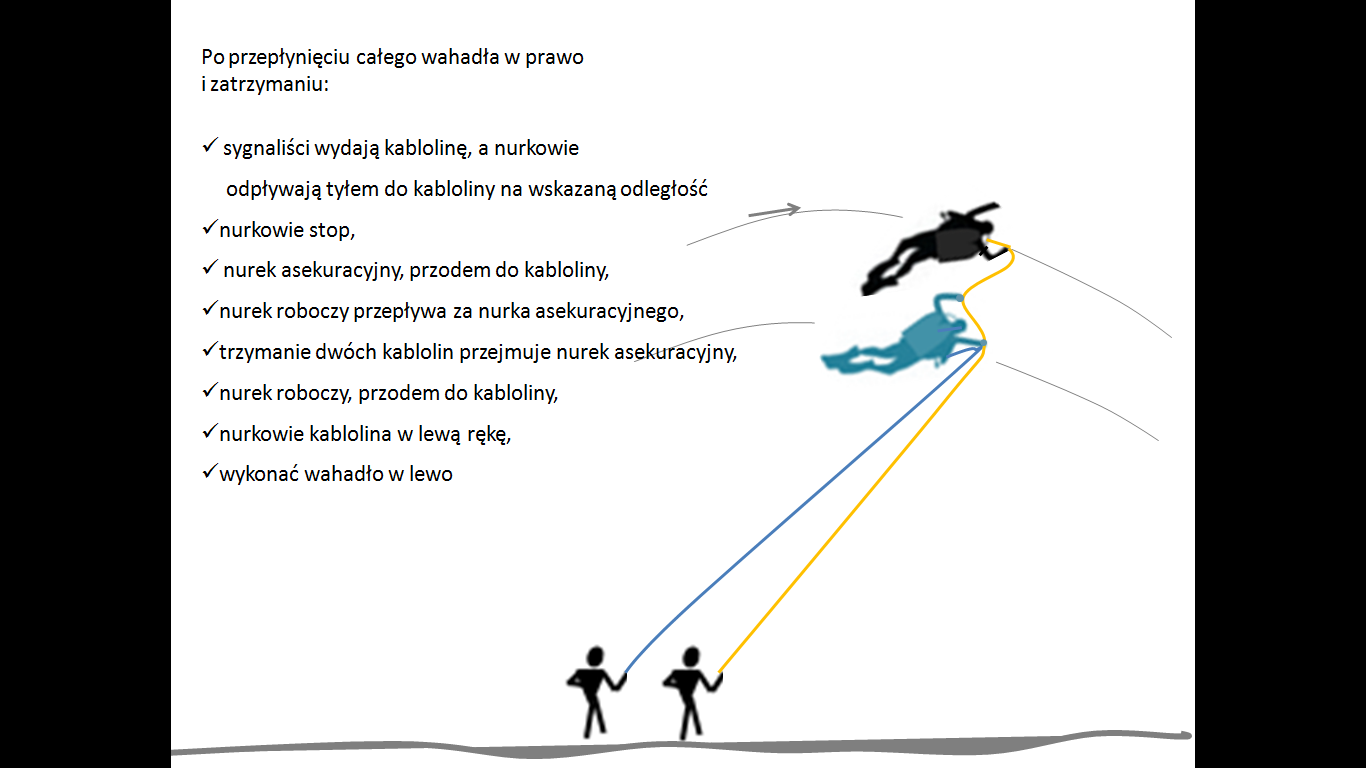 Po przepłynięciu całego wahadła w prawo
i zatrzymaniu:
✓ sygnaliści wydają kablolinę, a nurkowie
odpływają tyłem do kabloliny na wskazaną odległość
✓ nurkowie stop,
✓ nurek asekuracyjny, przodem do kabloliny,
✓ nurek roboczy przepływa za nurka asekuracyjnego,
✓ trzymanie dwóch kablolin przejmuje nurek asekuracyjny,
✓ nurek roboczy, przodem do kabloliny,
✓ nurkowie kablolina w lewą rękę,
✓ wykonać wahadło w lewo